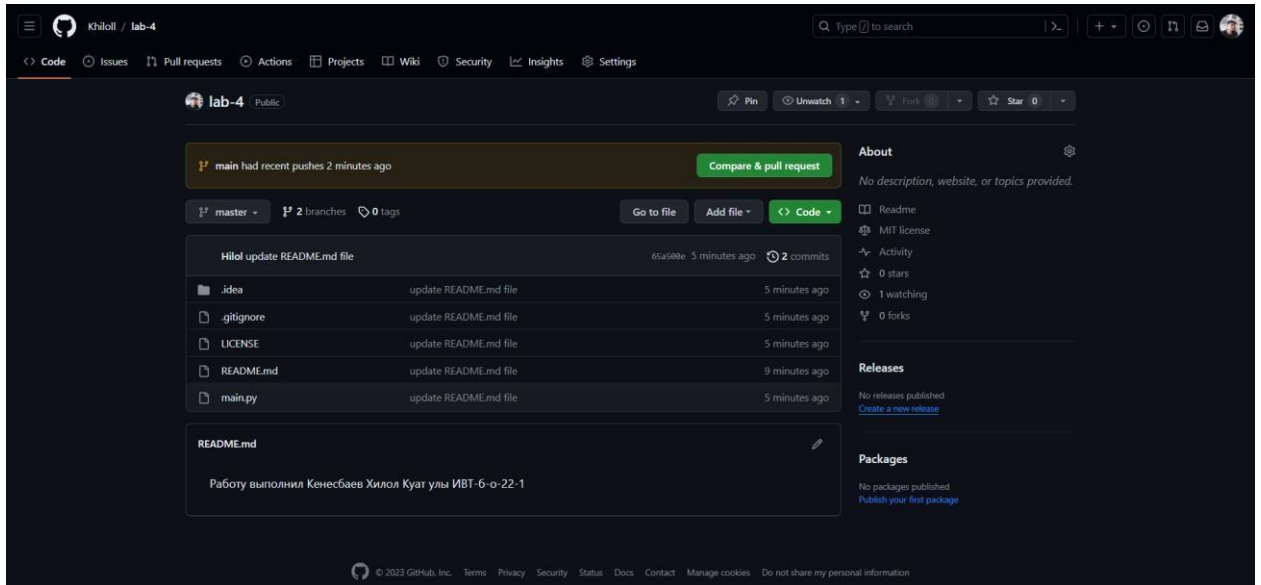 Khiloll / lab-4
Type / to search
Code Issues Pull requests Actions Projects Wiki Security Insights Settings
lab-4 Public
Pin Unwatch 1 Fork 0 Star 0
main had recent pushes 2 minutes ago Compare & pull request
master 2 branches 0 tags Go to file Add file Code
Hilol update README.md file 65a500e 5 minutes ago 2 commits
.idea update README.md file 5 minutes ago
.gitignore update README.md file 5 minutes ago
LICENSE update README.md file 5 minutes ago
README.md update README.md file 9 minutes ago
main.py update README.md file 5 minutes ago
README.md
Работу выполнил Кенесбаев Хилол Куат улы ИВТ-б-о-22-1
About
No description, website, or topics provided.
Readme
MIT license
Activity
0 stars
1 watching
0 forks
Releases
No releases published
Create a new release
Packages
No packages published
Publish your first package
© 2023 GitHub, Inc. Terms Privacy Security Status Docs Contact Manage cookies Do not share my personal information